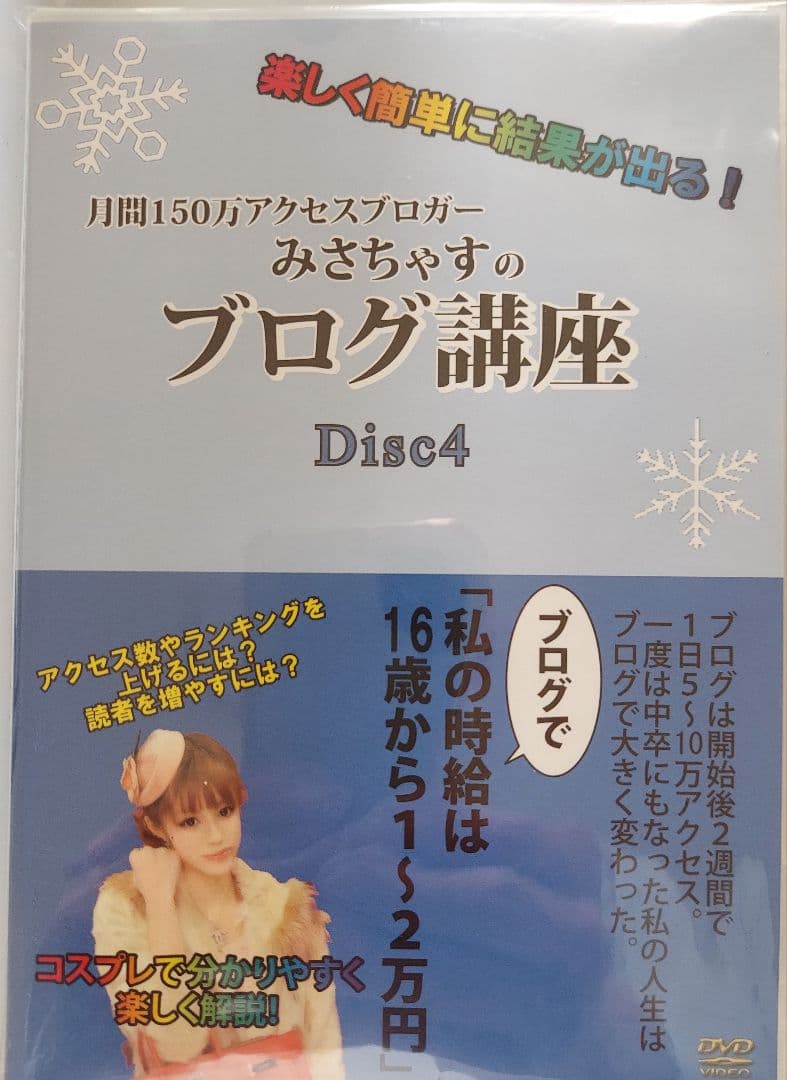 楽しく簡単に結果が出る！
月間150万アクセスブロガー
みさちゃすの
ブログ講座
Disc4
ブログは開始後2週間で
1日5〜10万アクセス。
一度は中卒にもなった私の人生は
ブログで大きく変わった。
ブログで
「私の時給は
16歳から1〜2万円」
アクセス数やランキングを
上げるには？
読者を増やすには？
コスプレで分かりやすく
楽しく解説!
DVD
VIDEO